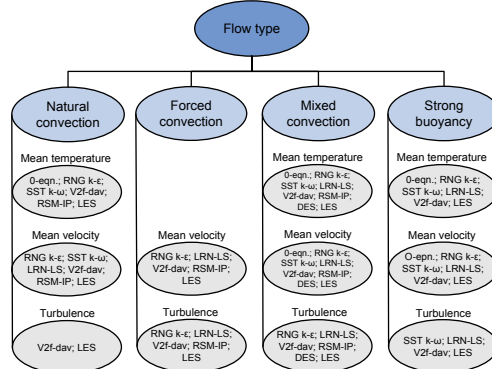 Flow type
Natural
convection
Forced
convection
Mixed
convection
Strong
buoyancy
Mean temperature
0-eqn.; RNG k-ε;
SST k-ω; V2f-dav;
RSM-IP; LES
Mean velocity
RNG k-ε; SST k-ω;
LRN-LS; V2f-dav;
RSM-IP; LES
Turbulence
V2f-dav; LES
Mean velocity
RNG k-ε; LRN-LS;
V2f-dav; RSM-IP;
LES
Turbulence
RNG k-ε; LRN-LS;
V2f-dav; RSM-IP;
LES
Mean temperature
0-eqn.; RNG k-ε;
SST k-ω; LRN-LS;
V2f-dav; RSM-IP;
DES; LES
Mean velocity
0-eqn.; RNG k-ε;
SST k-ω; LRN-LS;
V2f-dav; RSM-IP;
DES; LES
Turbulence
RNG k-ε; LRN-LS;
V2f-dav; RSM-IP;
DES; LES
Mean temperature
0-eqn.; RNG k-ε;
SST k-ω; LRN-LS;
V2f-dav; LES
Mean velocity
O-epn.; RNG k-ε;
SST k-ω; LRN-LS;
V2f-dav; LES
Turbulence
SST k-ω; LRN-LS;
V2f-dav; LES